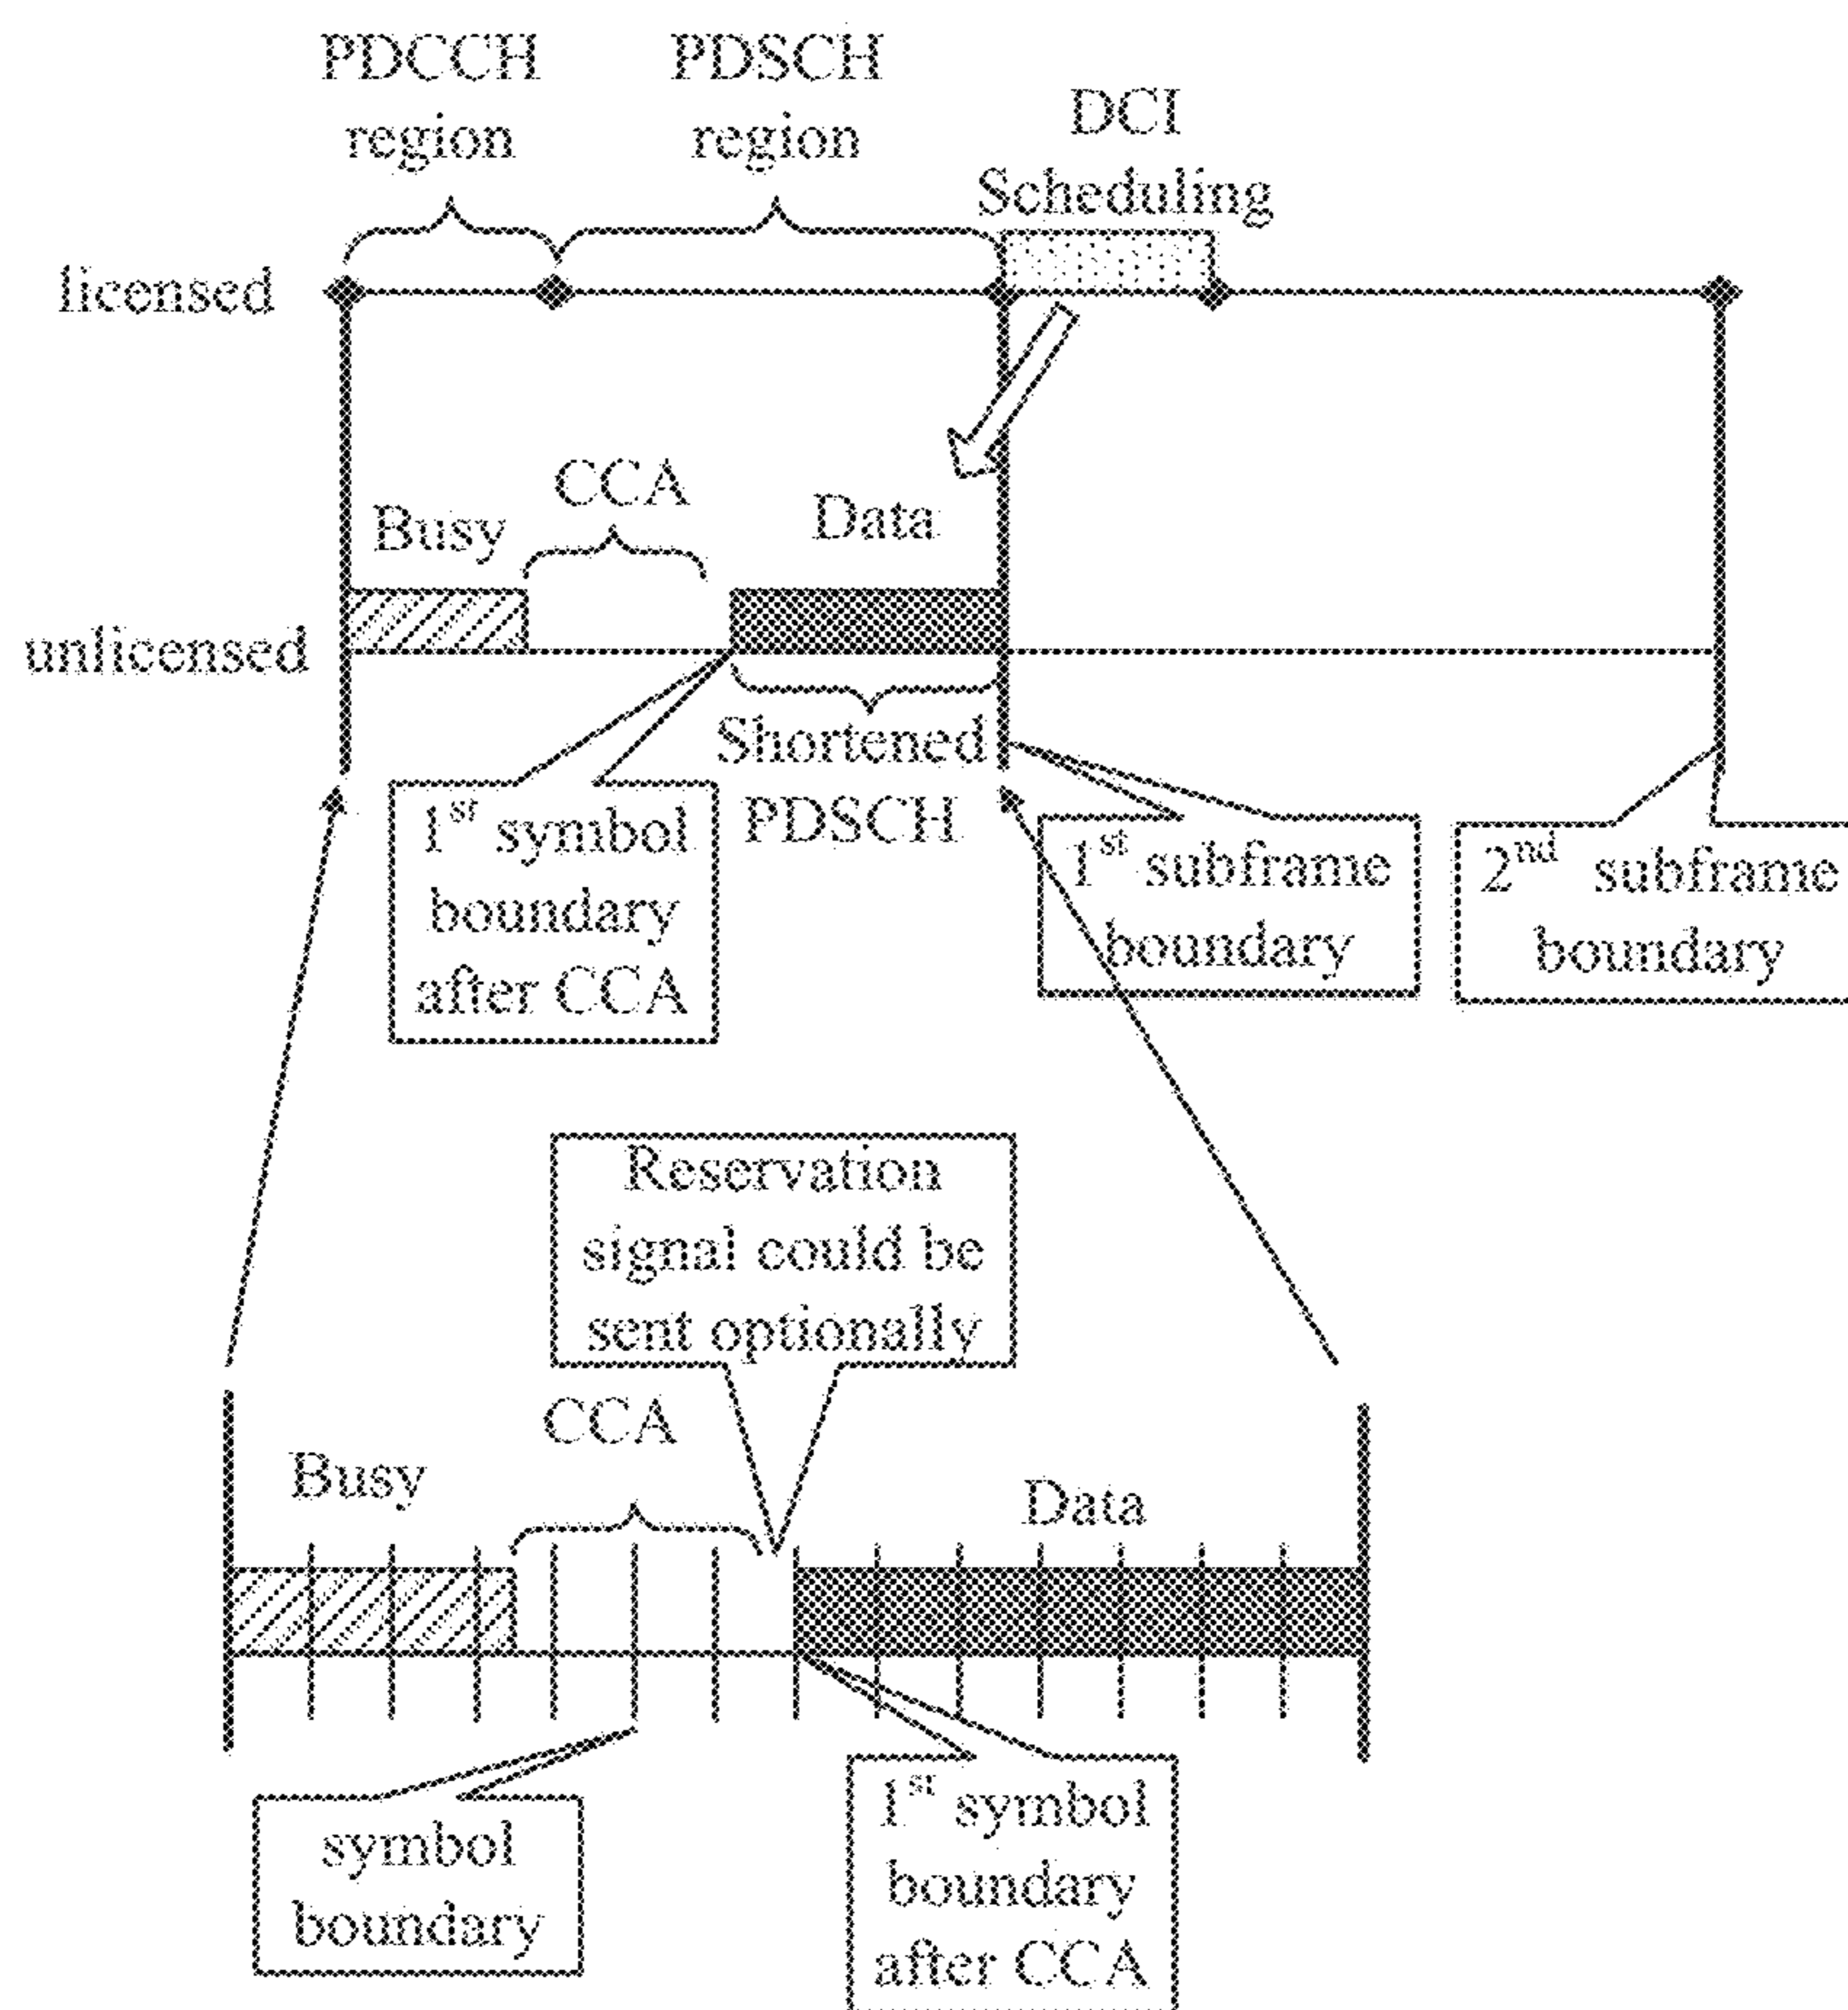 PDCCH
region
PDSCH
region
DCI
Scheduling
licensed
Busy
CCA
Data
unlicensed
Shortened
PDSCH
1st symbol
boundary
after CCA
1st subframe
boundary
2nd subframe
boundary
Reservation
signal could be
sent optionally
CCA
Busy
Data
symbol
boundary
1st symbol
boundary
after CCA